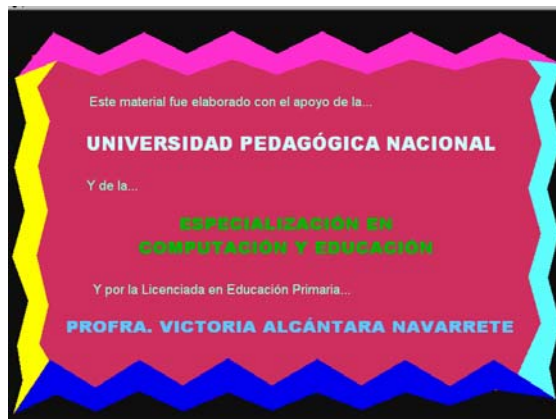 Este material fue elaborado con el apoyo de la...
UNIVERSIDAD PEDAGÓGICA NACIONAL
Y de la...
ESPECIALIZACIÓN EN
COMPUTACIÓN Y EDUCACIÓN
Y por la Licenciada en Educación Primaria...
PROFRA. VICTORIA ALCÁNTARA NAVARRETE